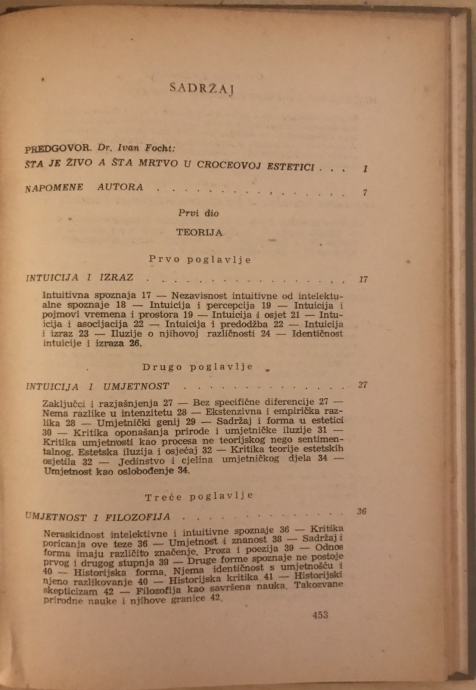 SADRŽAJ
PREDGOVOR. Dr. Ivan Focht:
ŠTA JE ŽIVO A ŠTA MRTVO U CROCEOVOJ ESTETICI . . . 1
NAPOMENE AUTORA . . . . . . . . . . . . . . . 7
Prvi dio
TEORIJA
Prvo poglavlje
INTUICIJA I IZRAZ . . . . . . . . . . . . . . . . 17
Intuitivna spoznaja 17 — Nezavisnost intuitivne od intelektu-
alne spoznaje 18 — Intuicija i percepcija 19 — Intuicija i
pojmovi vremena i prostora 19 — Intuicija i osjet 21 — Intu-
icija i asocijacija 22 — Intuicija i predodžba 22 — Intuicija
i izraz 23 — Iluzije o njihovoj različnosti 24 — Identičnost
intuicije i izraza 26.
Drugo poglavlje
INTUICIJA I UMJETNOST . . . . . . . . . . . . . 27
Zaključci i razjašnjenja 27 — Bez specifične diferencije 27 —
Nema razlike u intenzitetu 28 — Ekstenzivna i empirička raz-
lika 28 — Umjetnički genij 29 — Sadržaj i forma u estetici
30 — Kritika oponašanja prirode i umjetničke iluzije 31 —
Kritika umjetnosti kao procesa ne teorijskog nego sentimen-
talnog. Estetska iluzija i osjećaj 32 — Kritika teorije estetskih
osjetila 32 — Jedinstvo i cjelina umjetničkog djela 34 —
Umjetnost kao oslobođenje 34.
Treće poglavlje
UMJETNOST I FILOZOFIJA . . . . . . . . . . . . . 36
Neraskidnost intelektivne i intuitivne spoznaje 36 — Kritika
poricanja ove teze 36 — Umjetnost i znanost 38 — Sadržaj i
forma imaju različito značenje. Proza i poezija 39 — Odnos
prvog i drugog stupnja 39 — Druge forme spoznaje ne postoje
40 — Historijska forma. Njema identičnost s umjetnošću i
njeno razlikovanje 40 — Historijska kritika 41 — Historijski
skepticizam 42 — Filozofija kao savršena nauka. Takozvane
prirodne nauke i njihove granice 42.
453